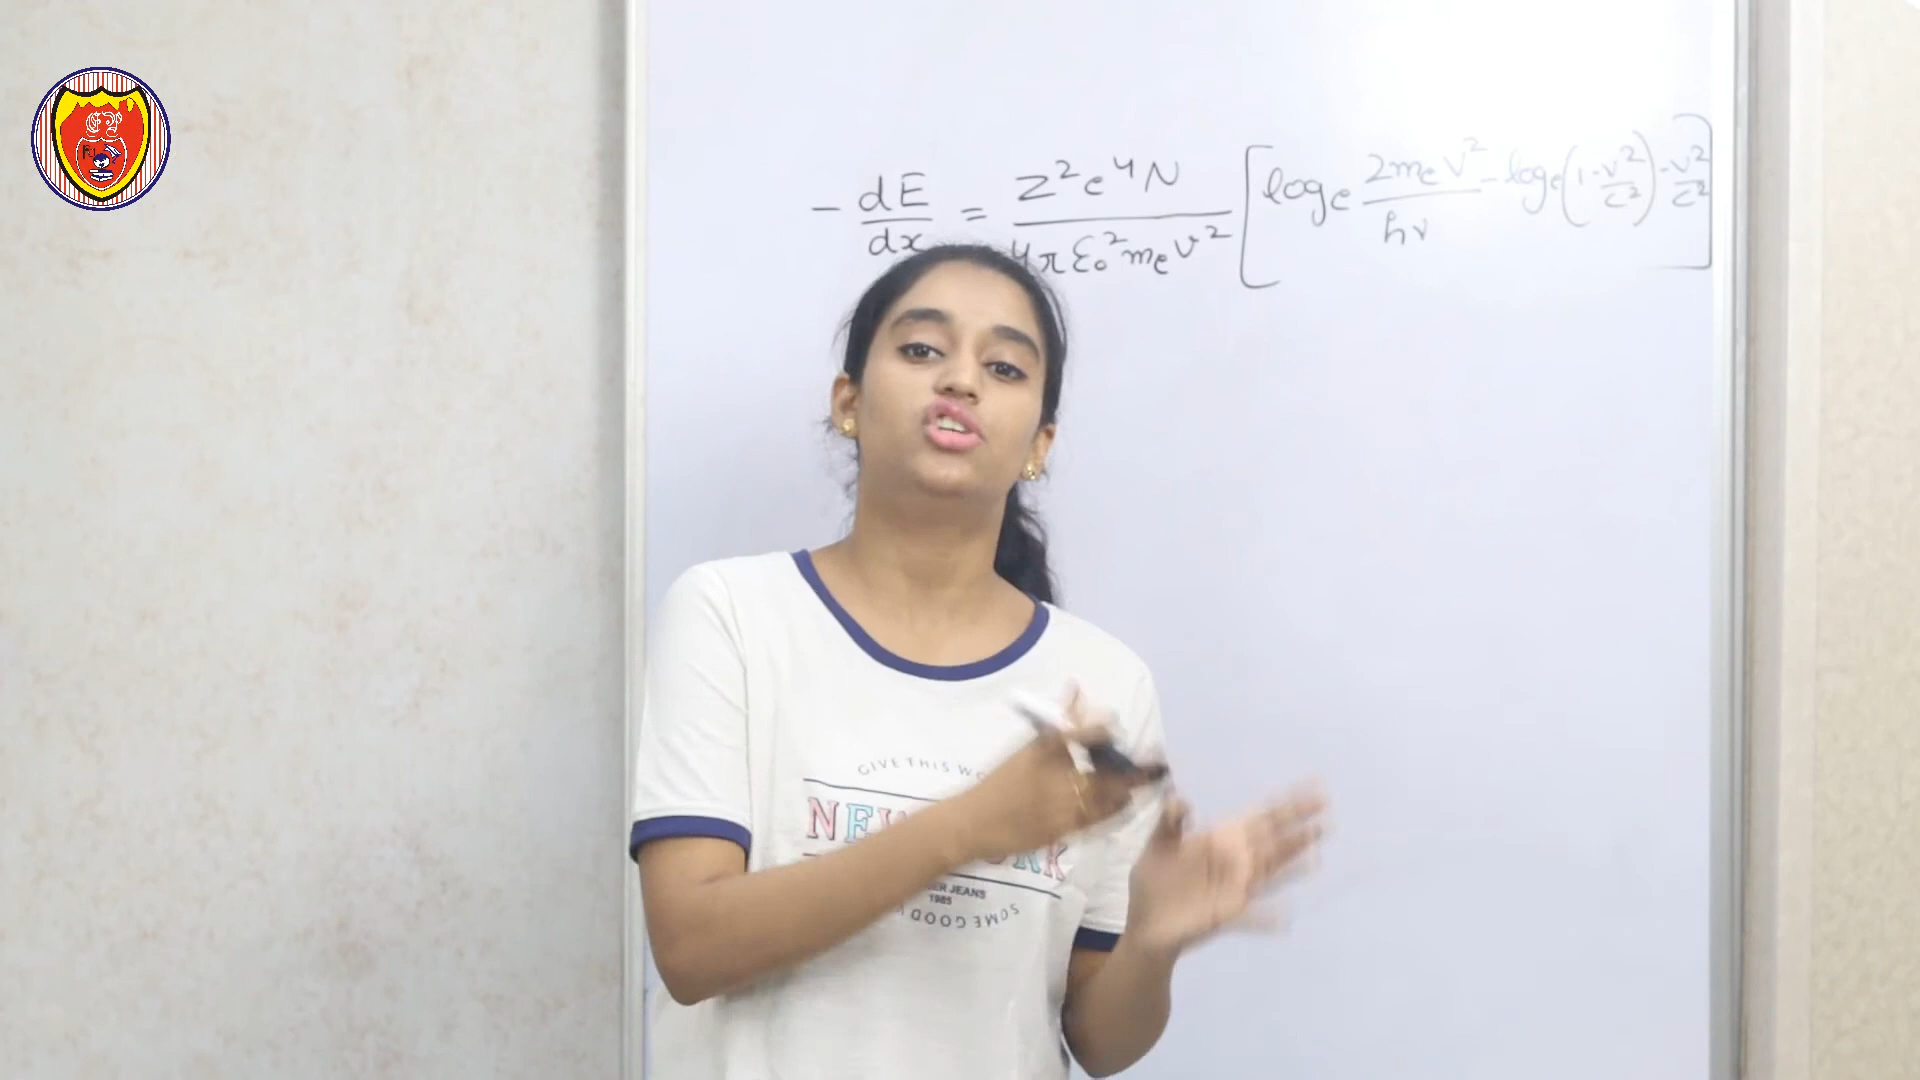 - dE/dx = z²e⁴N / 4πε₀²mₑv² [logₑ 2mₑv²/hν - logₑ(1 - v²/c²) - v²/c²]
GIVE THIS WO
NEW YORK
ER JEANS
1985
SOME GOOD